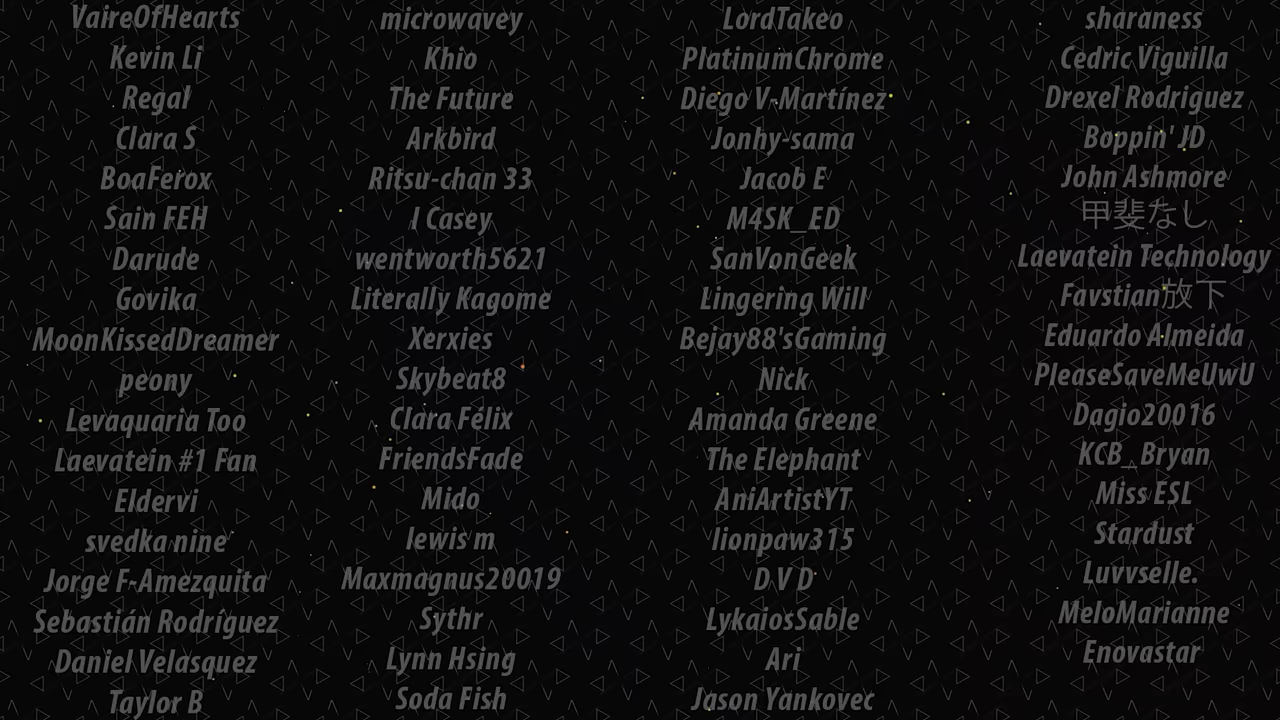 VaireOfHearts
Kevin Li
Regal
Clara S
BoaFerox
Sain FEH
Darude
Govika
MoonKissedDreamer
peony
Levaquaria Too
Laevatein #1 Fan
Eldervi
svedka nine
Jorge F-Amezquita
Sebastián Rodríguez
Daniel Velasquez
Taylor B
microwavey
Khio
The Future
Arkbird
Ritsu-chan 33
I Casey
wentworth5621
Literally Kagome
Xerxies
Skybeat8
Clara Félix
FriendsFade
Mido
lewis m
Maxmagnus20019
Sythr
Lynn Hsing
Soda Fish
LordTakeo
PlatinumChrome
Diego V-Martínez
Jonhy-sama
Jacob E
M4SK_ED
SanVonGeek
Lingering Will
Bejay88'sGaming
Nick
Amanda Greene
The Elephant
AniArtistYT
lionpaw315
D V D
LykaiosSable
Ari
Jason Yankovec
sharaness
Cedric Viguilla
Drexel Rodriguez
Boppin' JD
John Ashmore
甲斐なし
Laevatein Technology
Favstian放下
Eduardo Almeida
PleaseSaveMeUwU
Dagio20016
KCB_Bryan
Miss ESL
Stardust
Luvvselle.
MeloMarianne
Enovastar